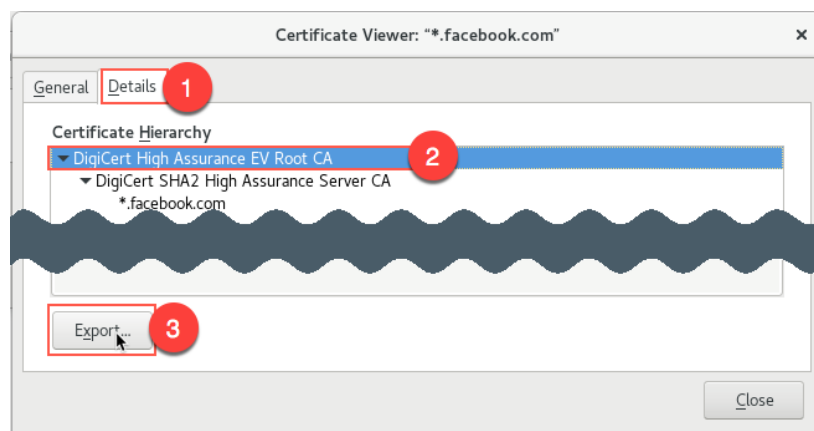 Certificate Viewer: "*.facebook.com" ×
General Details 1
Certificate Hierarchy
DigiCert High Assurance EV Root CA 2
DigiCert SHA2 High Assurance Server CA
*.facebook.com
Export... 3
Close